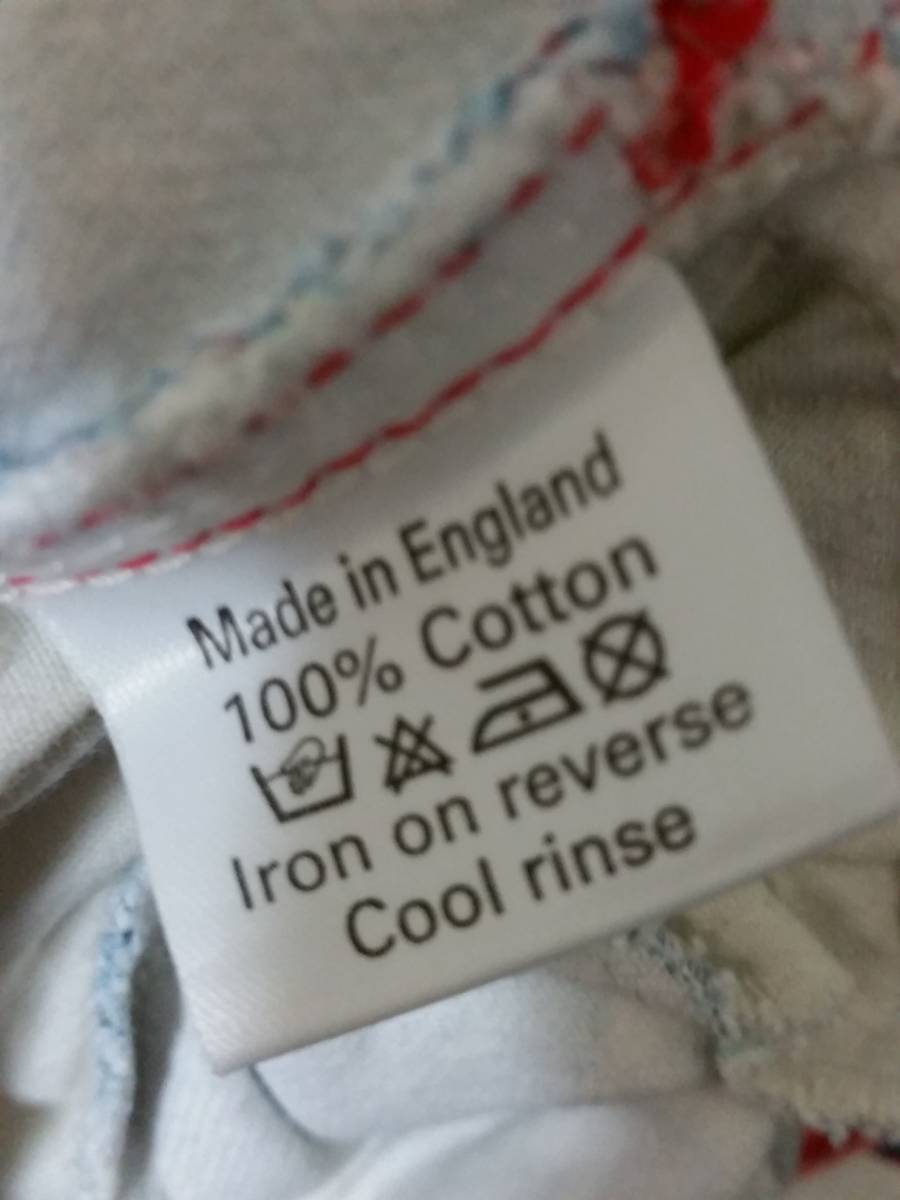 Made in England
100% Cotton
Iron on reverse
Cool rinse